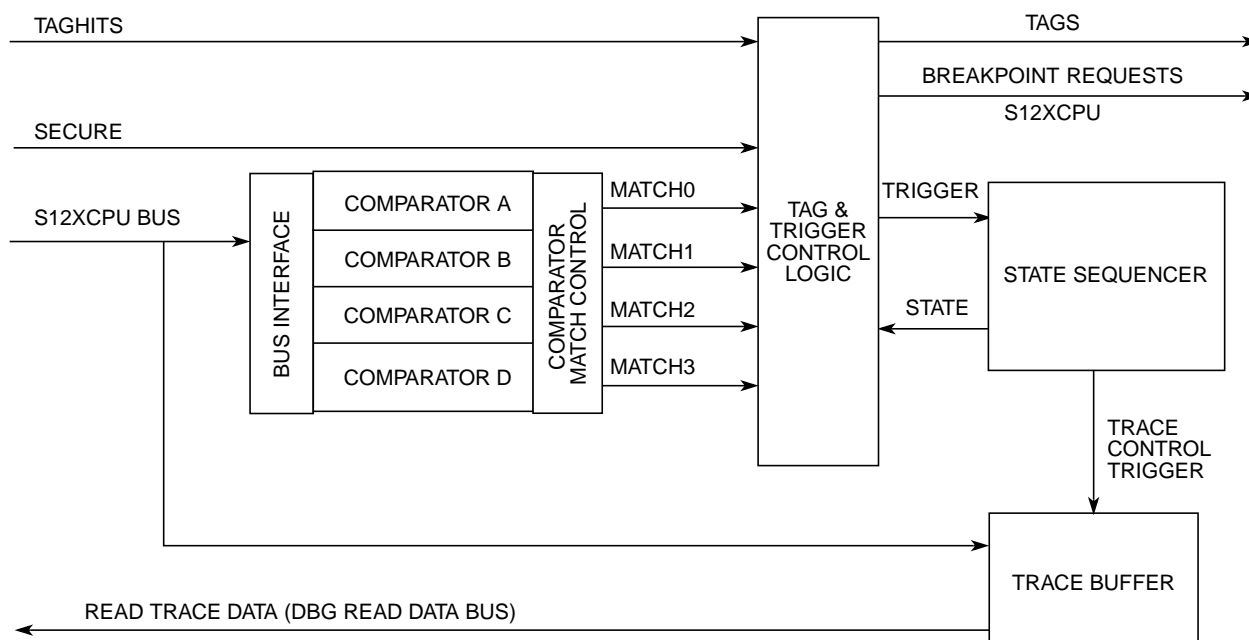 TAGHITS
TAGS
BREAKPOINT REQUESTS
S12XCPU
SECURE
S12XCPU BUS
BUS INTERFACE
COMPARATOR A
COMPARATOR B
COMPARATOR C
COMPARATOR D
COMPARATOR
MATCH CONTROL
MATCH0
MATCH1
MATCH2
MATCH3
TAG &
TRIGGER
CONTROL
LOGIC
TRIGGER
STATE
STATE SEQUENCER
TRACE
CONTROL
TRIGGER
TRACE BUFFER
READ TRACE DATA (DBG READ DATA BUS)